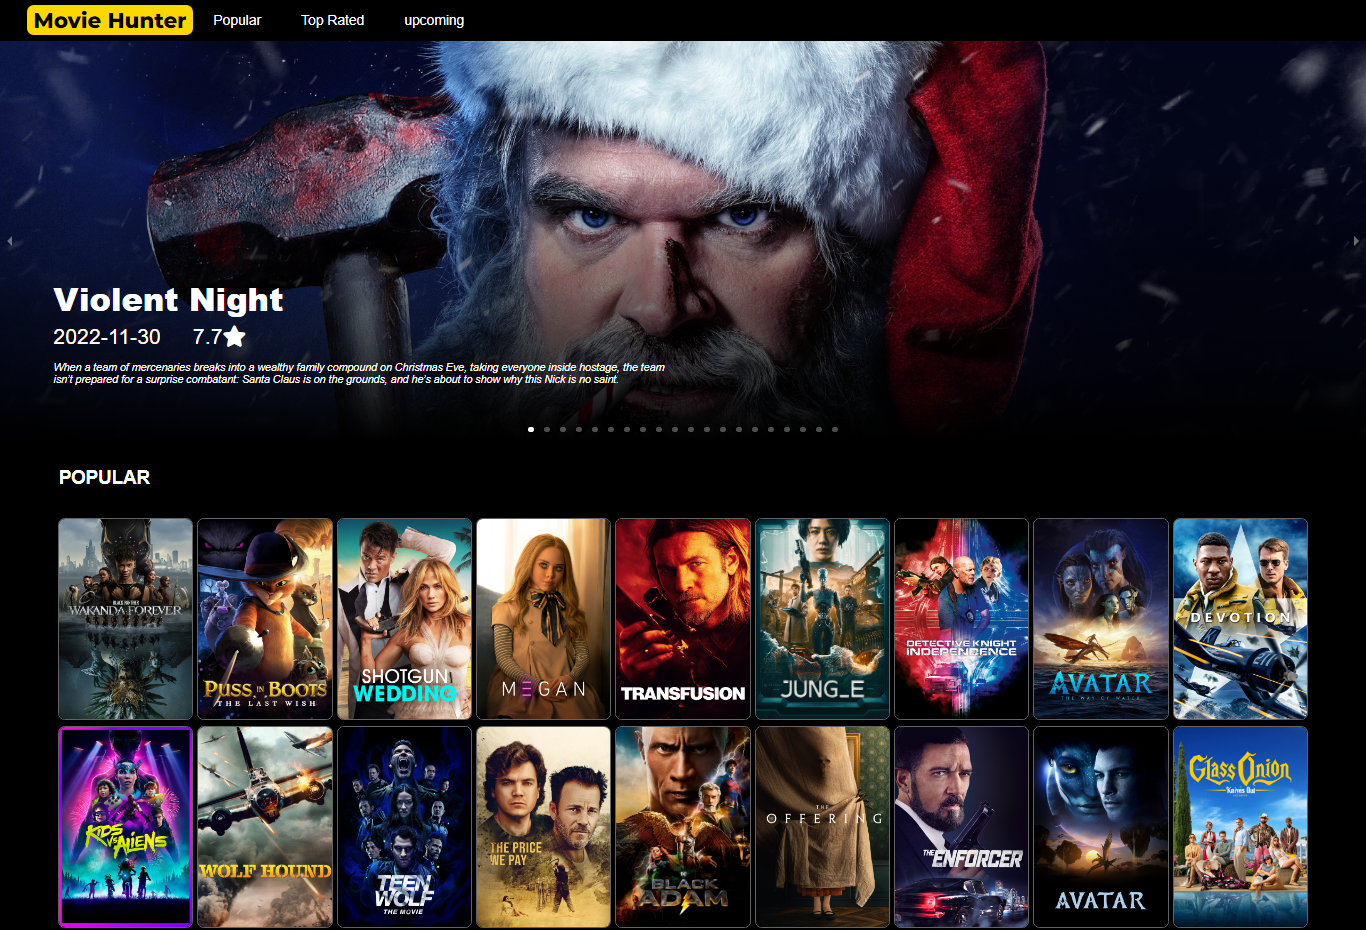 Movie Hunter
Popular
Top Rated
upcoming
Violent Night
2022-11-30 7.7
When a team of mercenaries breaks into a wealthy family compound on Christmas Eve, taking everyone inside hostage, the team
isn't prepared for a surprise combatant: Santa Claus is on the grounds, and he's about to show why this Nick is no saint.
POPULAR
BLACK PANTHER
WAKANDA FOREVER
PUSS IN BOOTS
THE LAST WISH
SHOTGUN
WEDDING
MƎGAN
TRANSFUSION
JUNG_E
DETECTIVE KNIGHT
INDEPENDENCE
AVATAR
THE WAY OF WATER
DEVOTION
KIDS
VS ALIENS
WOLF HOUND
TEEN
WOLF
THE MOVIE
THE PRICE
WE PAY
BLACK
ADAM
THE
OFFERING
THE ENFORCER
AVATAR
Glass Onion
Knives Out